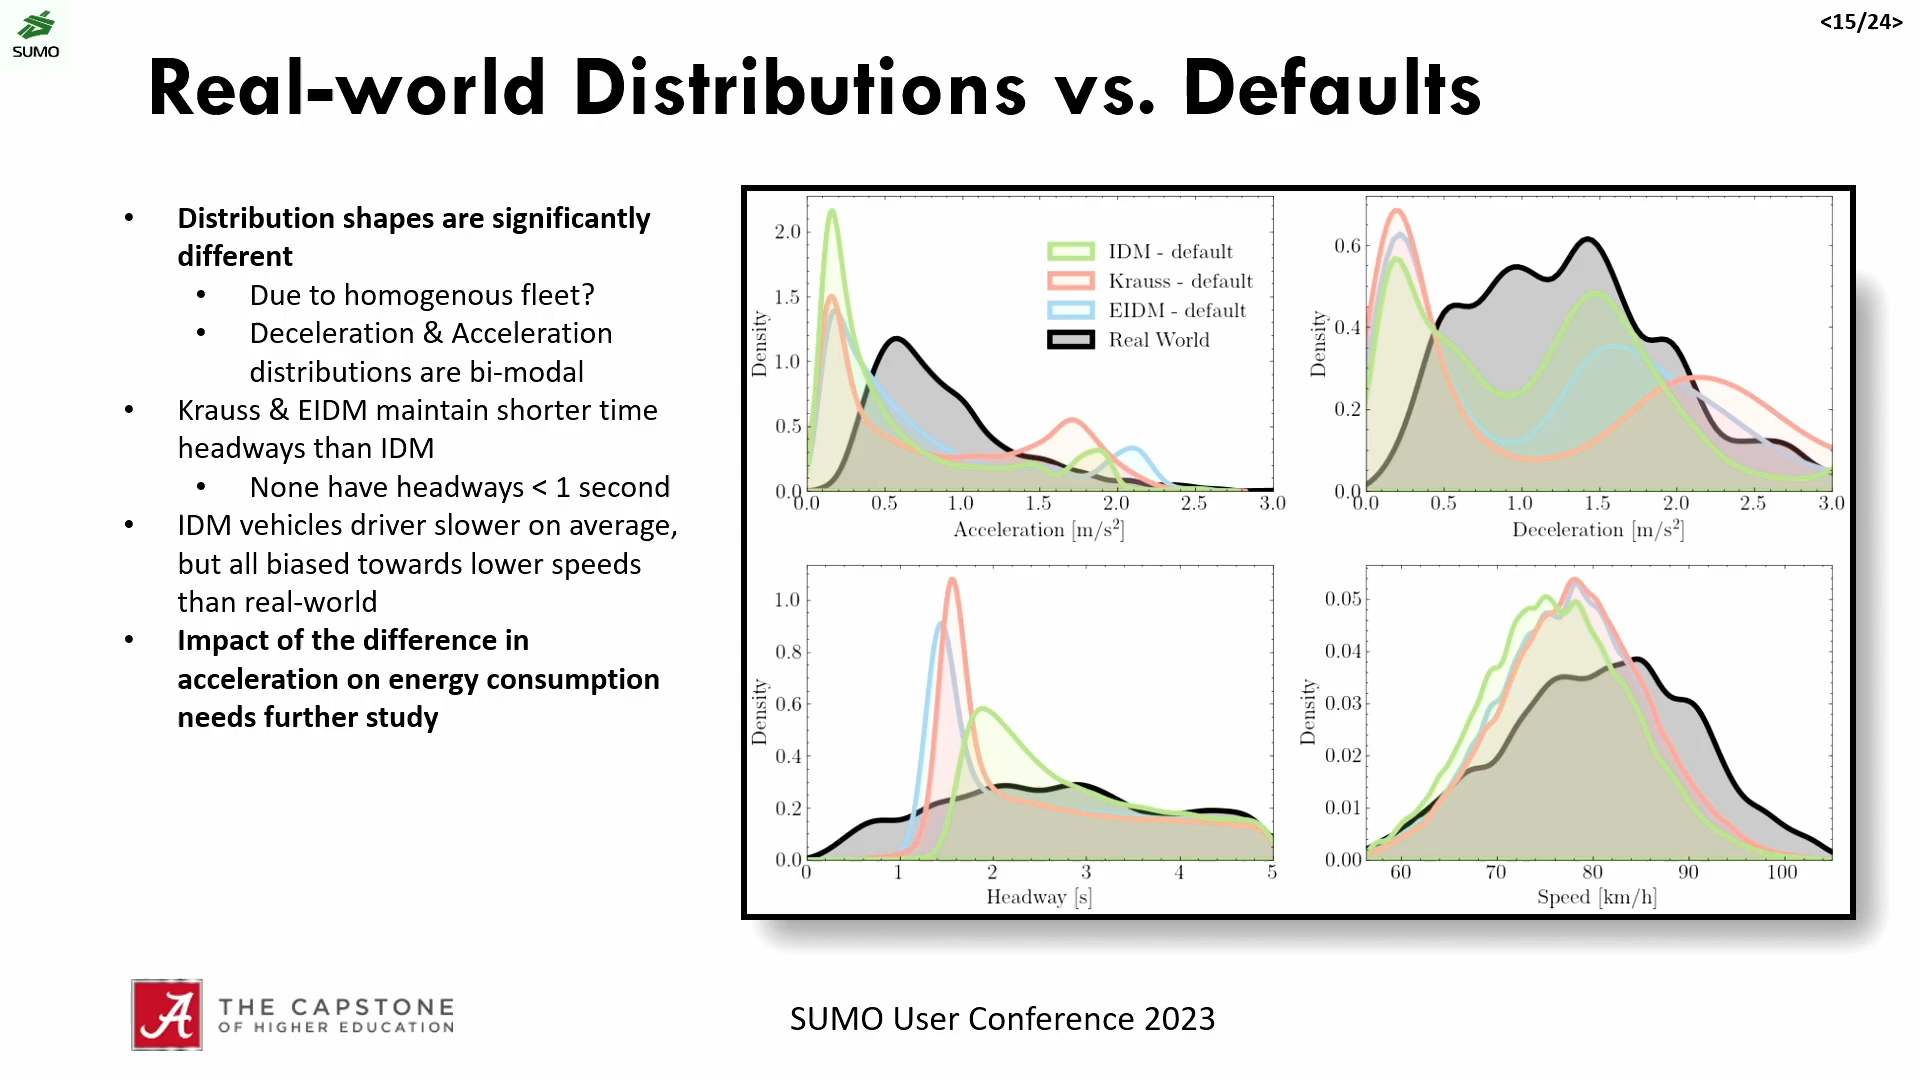 SUMO
<15/24>
Real-world Distributions vs. Defaults
• Distribution shapes are significantly
different
• Due to homogenous fleet?
• Deceleration & Acceleration
distributions are bi-modal
• Krauss & EIDM maintain shorter time
headways than IDM
• None have headways < 1 second
• IDM vehicles driver slower on average,
but all biased towards lower speeds
than real-world
• Impact of the difference in
acceleration on energy consumption
needs further study
2.0
1.5
1.0
0.5
0.0
Density
IDM - default
Krauss - default
EIDM - default
Real World
0.0 0.5 1.0 1.5 2.0 2.5 3.0
Acceleration [m/s²]
0.6
0.4
0.2
0.0
Density
0.0 0.5 1.0 1.5 2.0 2.5 3.0
Deceleration [m/s²]
1.0
0.8
0.6
0.4
0.2
0.0
Density
0 1 2 3 4 5
Headway [s]
0.05
0.04
0.03
0.02
0.01
0.00
Density
60 70 80 90 100
Speed [km/h]
A
THE CAPSTONE
OF HIGHER EDUCATION
SUMO User Conference 2023